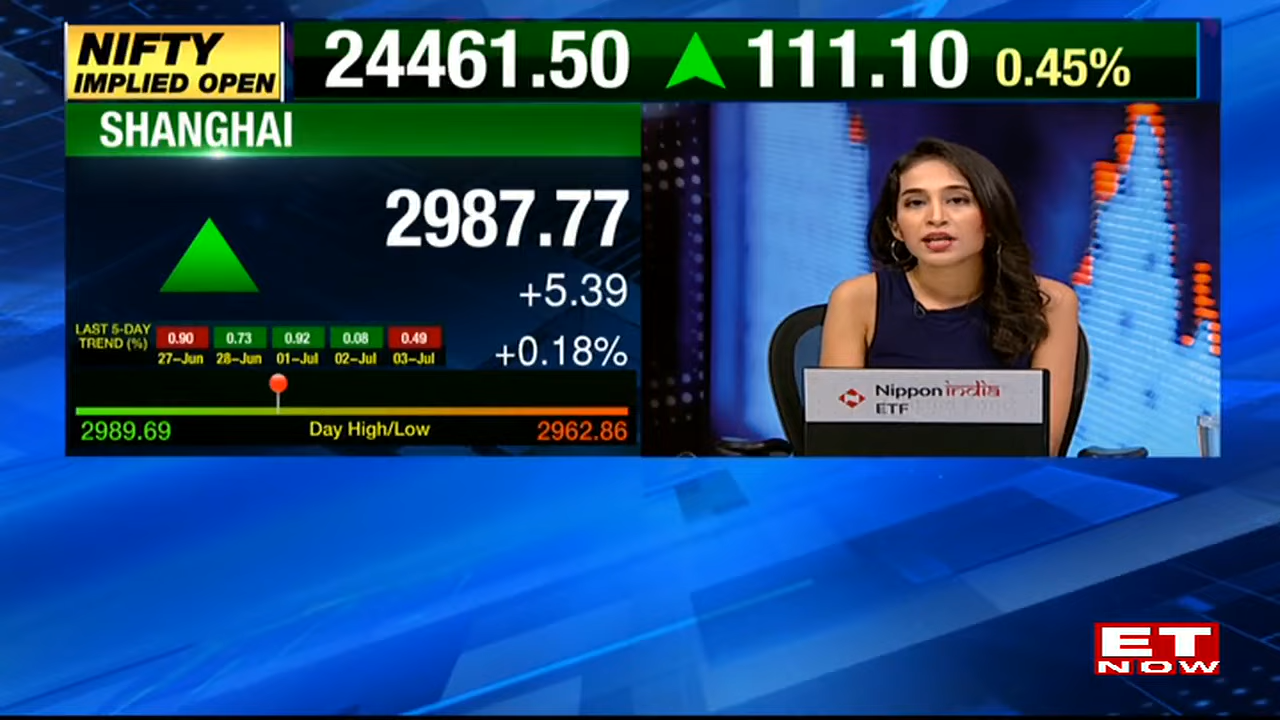 NIFTY
IMPLIED OPEN
24461.50 111.10 0.45%
SHANGHAI
2987.77
+5.39
+0.18%
LAST 5-DAY
TREND (%)
0.90 0.73 0.92 0.08 0.49
27-Jun 28-Jun 01-Jul 02-Jul 03-Jul
2989.69 Day High/Low 2962.86
Nippon india
ETF
ET
NOW